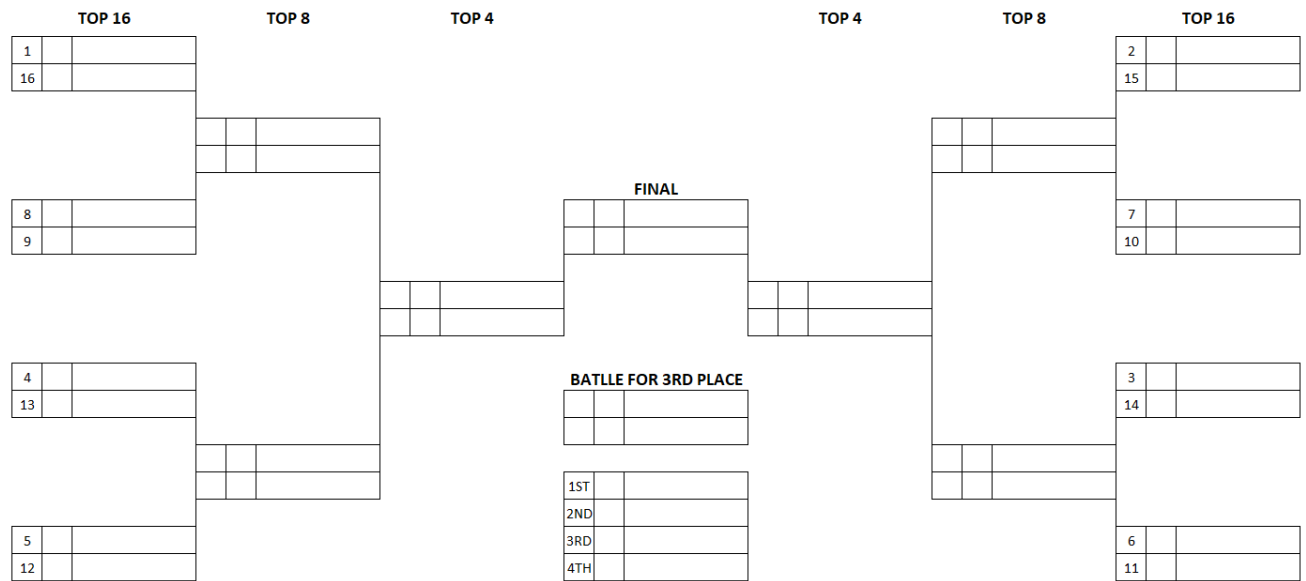 TOP 16 TOP 8 TOP 4 TOP 4 TOP 8 TOP 16
1 2
16 15
FINAL
8 7
9 10
4 3
BATLLE FOR 3RD PLACE
13 14
1ST
2ND
5 3RD 6
12 4TH 11